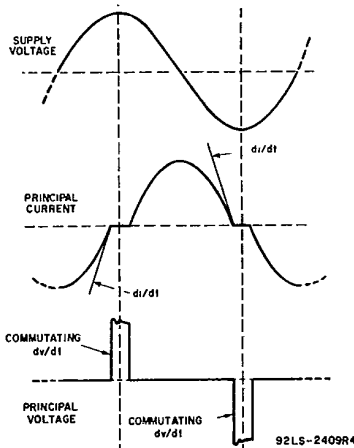 SUPPLY
VOLTAGE
di/dt
PRINCIPAL
CURRENT
di/dt
COMMUTATING
dv/dt
COMMUTATING
dv/dt
PRINCIPAL
VOLTAGE
92LS-2409R4